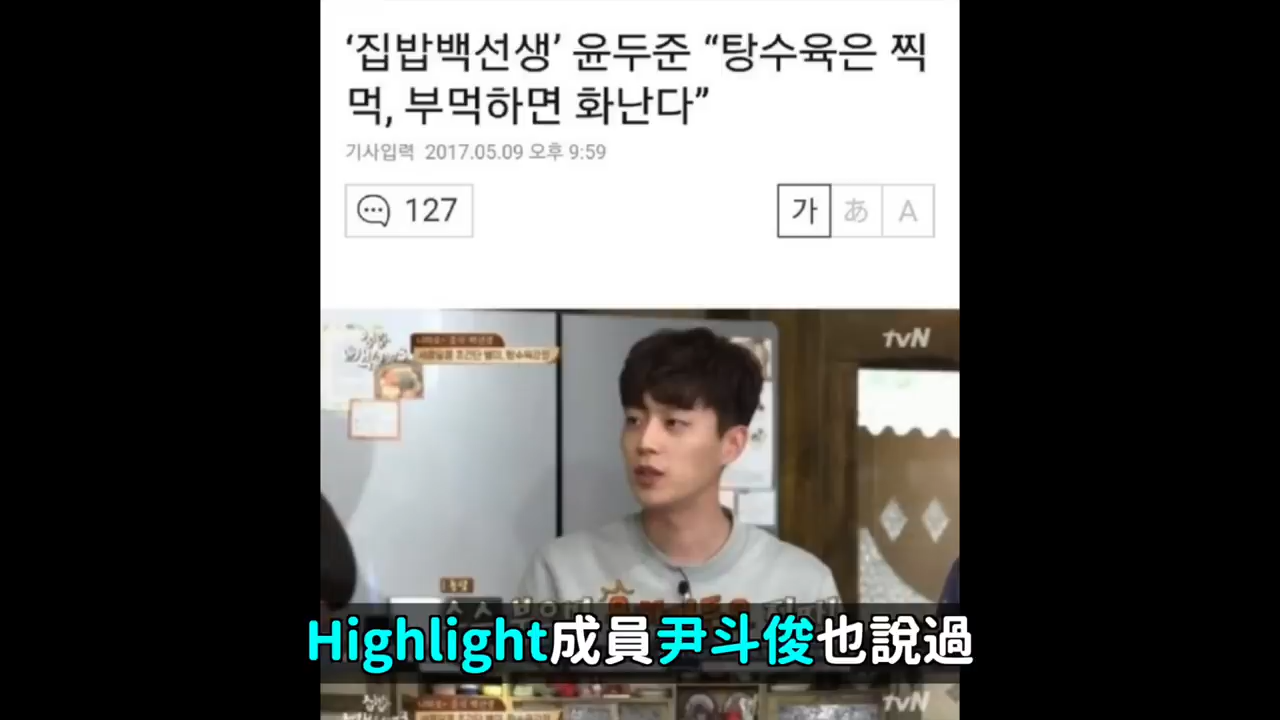 ‘집밥백선생’ 윤두준 “탕수육은 찍
먹, 부먹하면 화난다”
기사입력 2017.05.09 오후 9:59
127
가 あ A
tvN
Highlight成員尹斗俊也說過
tvN